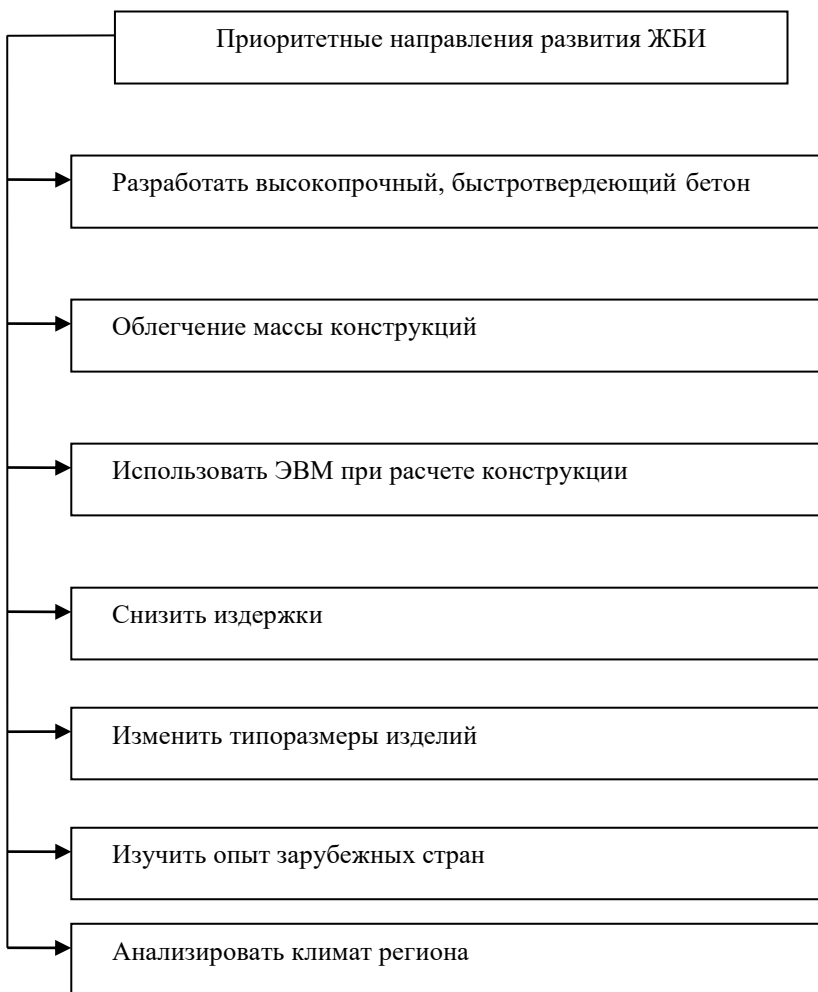 Приоритетные направления развития ЖБИ
Разработать высокопрочный, быстротвердеющий бетон
Облегчение массы конструкций
Использовать ЭВМ при расчете конструкции
Снизить издержки
Изменить типоразмеры изделий
Изучить опыт зарубежных стран
Анализировать климат региона